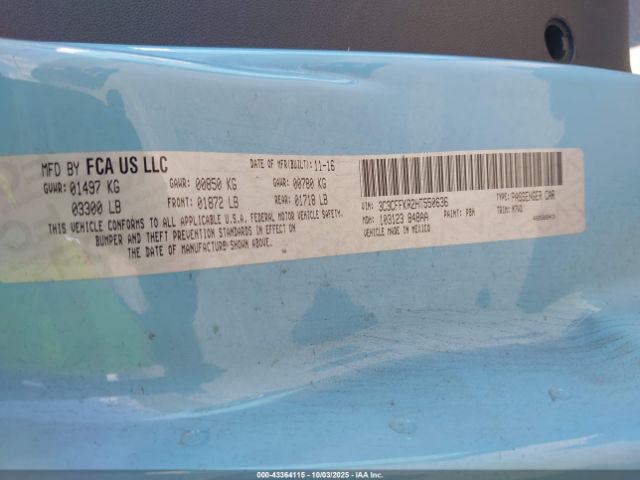 MFD BY FCA US LLC DATE OF MFR(BUILT): 11-16
GVWR: 01497 KG GAWR: 00850 KG GAWR: 00780 KG
03300 LB FRONT: 01872 LB REAR: 01718 LB
THIS VEHICLE CONFORMS TO ALL APPLICABLE U.S.A. FEDERAL MOTOR VEHICLE SAFETY,
BUMPER AND THEFT PREVENTION STANDARDS IN EFFECT ON
THE DATE OF MANUFACTURE SHOWN ABOVE.
VIN: 3C3CFFKR2HT550636 TYPE: PASSENGER CAR
MDH: 103123 948AA PAINT: PBM TRIM: M7W0
VEHICLE MADE IN MEXICO
000-43364115 - 10/03/2025 - IAA Inc.